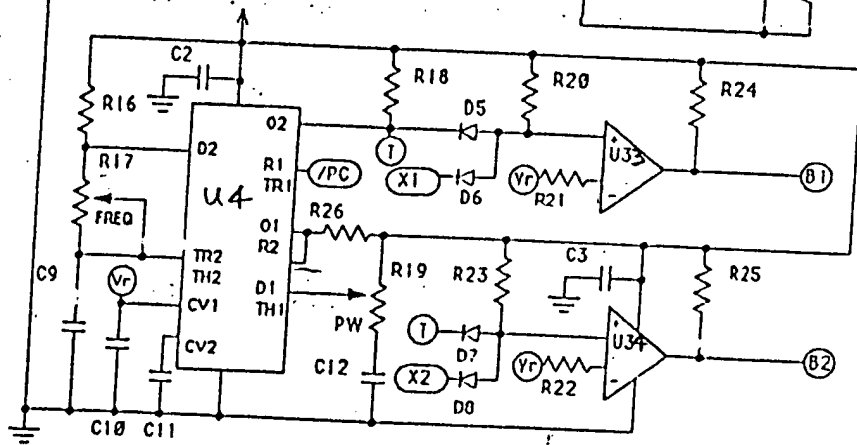 C2
R18
R20
R24
D5
R16
O2
D2
T
U33
R17
R1
/PC
TR1
X1
D6
Yr
R21
B1
U4
FREQ
O1
R26
R2
TR2
TH2
C9
Vr
R19
R23
C3
R25
D1
TH1
CV1
PW
T
U34
D7
CV2
Yr
B2
C12
X2
R22
D8
C10
C11